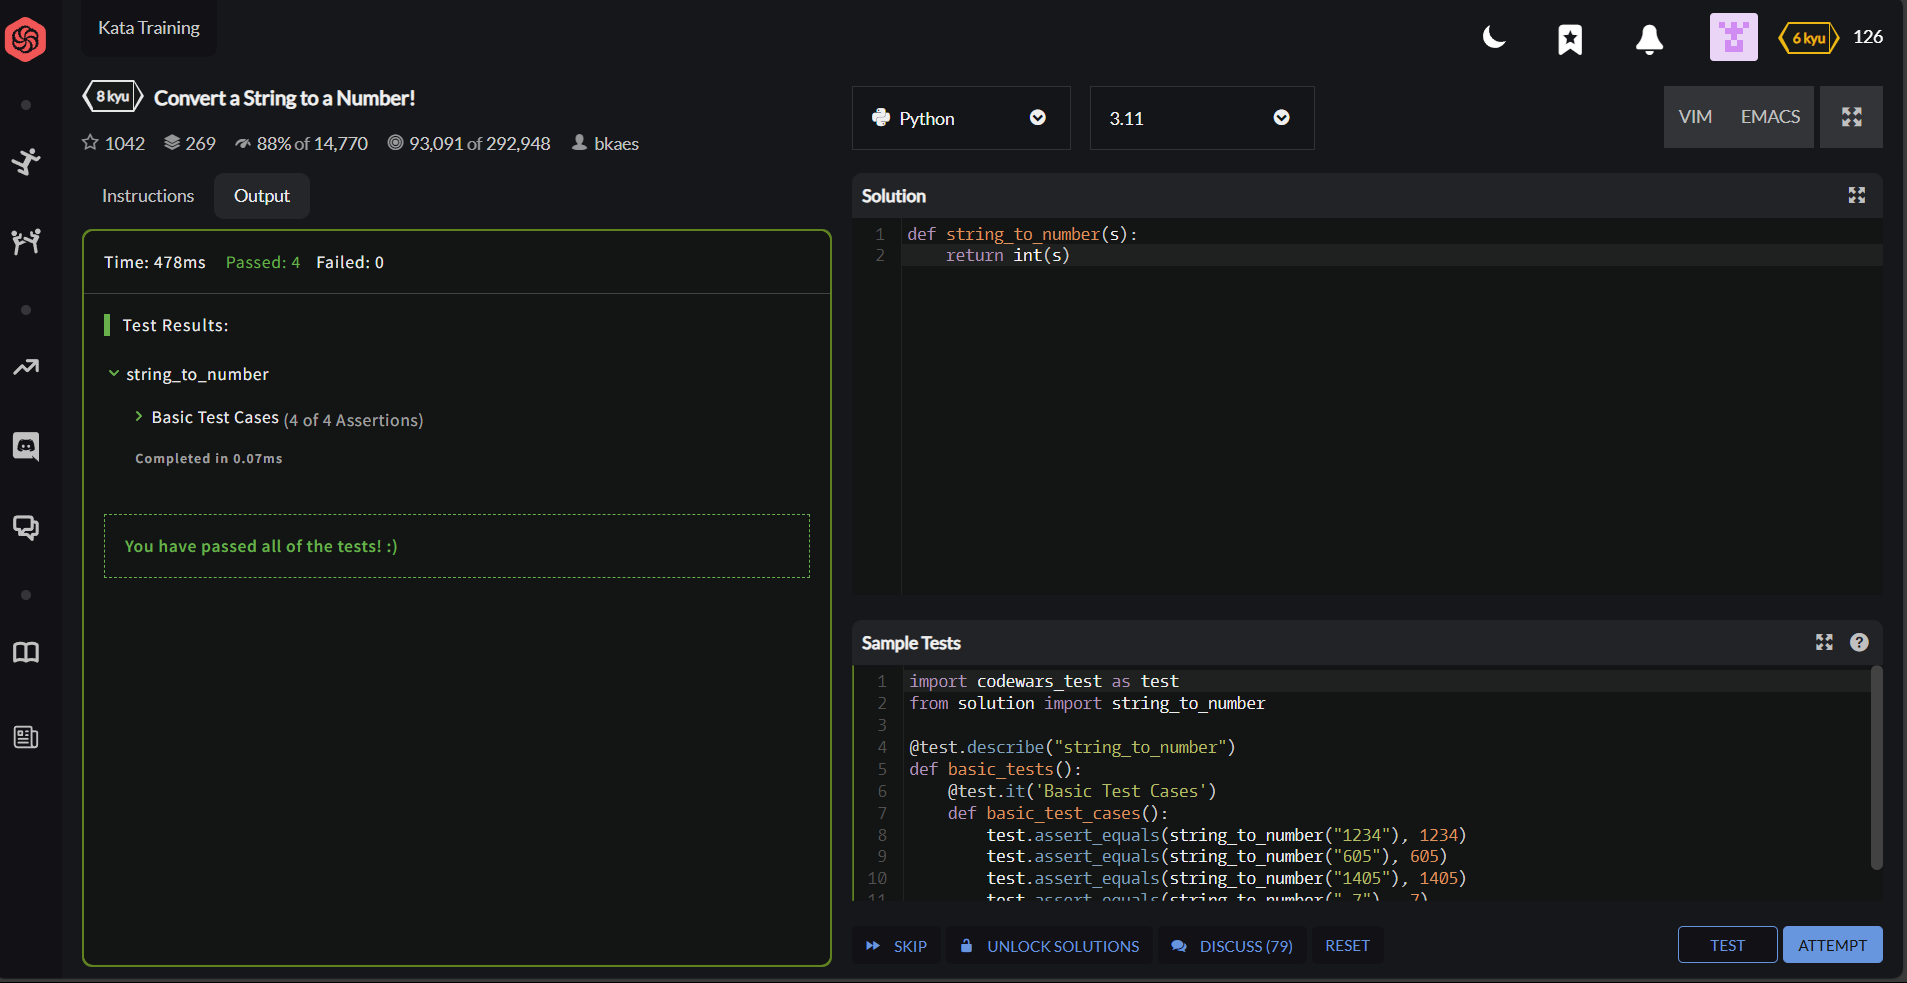 Kata Training
6 kyu
126
8 kyu
Convert a String to a Number!
1042
269
88% of 14,770
93,091 of 292,948
bkaes
Python
3.11
VIM
EMACS
Instructions
Output
Time: 478ms
Passed: 4
Failed: 0
Test Results:
string_to_number
Basic Test Cases (4 of 4 Assertions)
Completed in 0.07ms
You have passed all of the tests! :)
Solution
1 def string_to_number(s):
2 return int(s)
Sample Tests
?
1 import codewars_test as test
2 from solution import string_to_number
3
4 @test.describe("string_to_number")
5 def basic_tests():
6 @test.it('Basic Test Cases')
7 def basic_test_cases():
8 test.assert_equals(string_to_number("1234"), 1234)
9 test.assert_equals(string_to_number("605"), 605)
10 test.assert_equals(string_to_number("1405"), 1405)
11 test.assert_equals(string_to_number("-7"), -7)
SKIP
UNLOCK SOLUTIONS
DISCUSS (79)
RESET
TEST
ATTEMPT